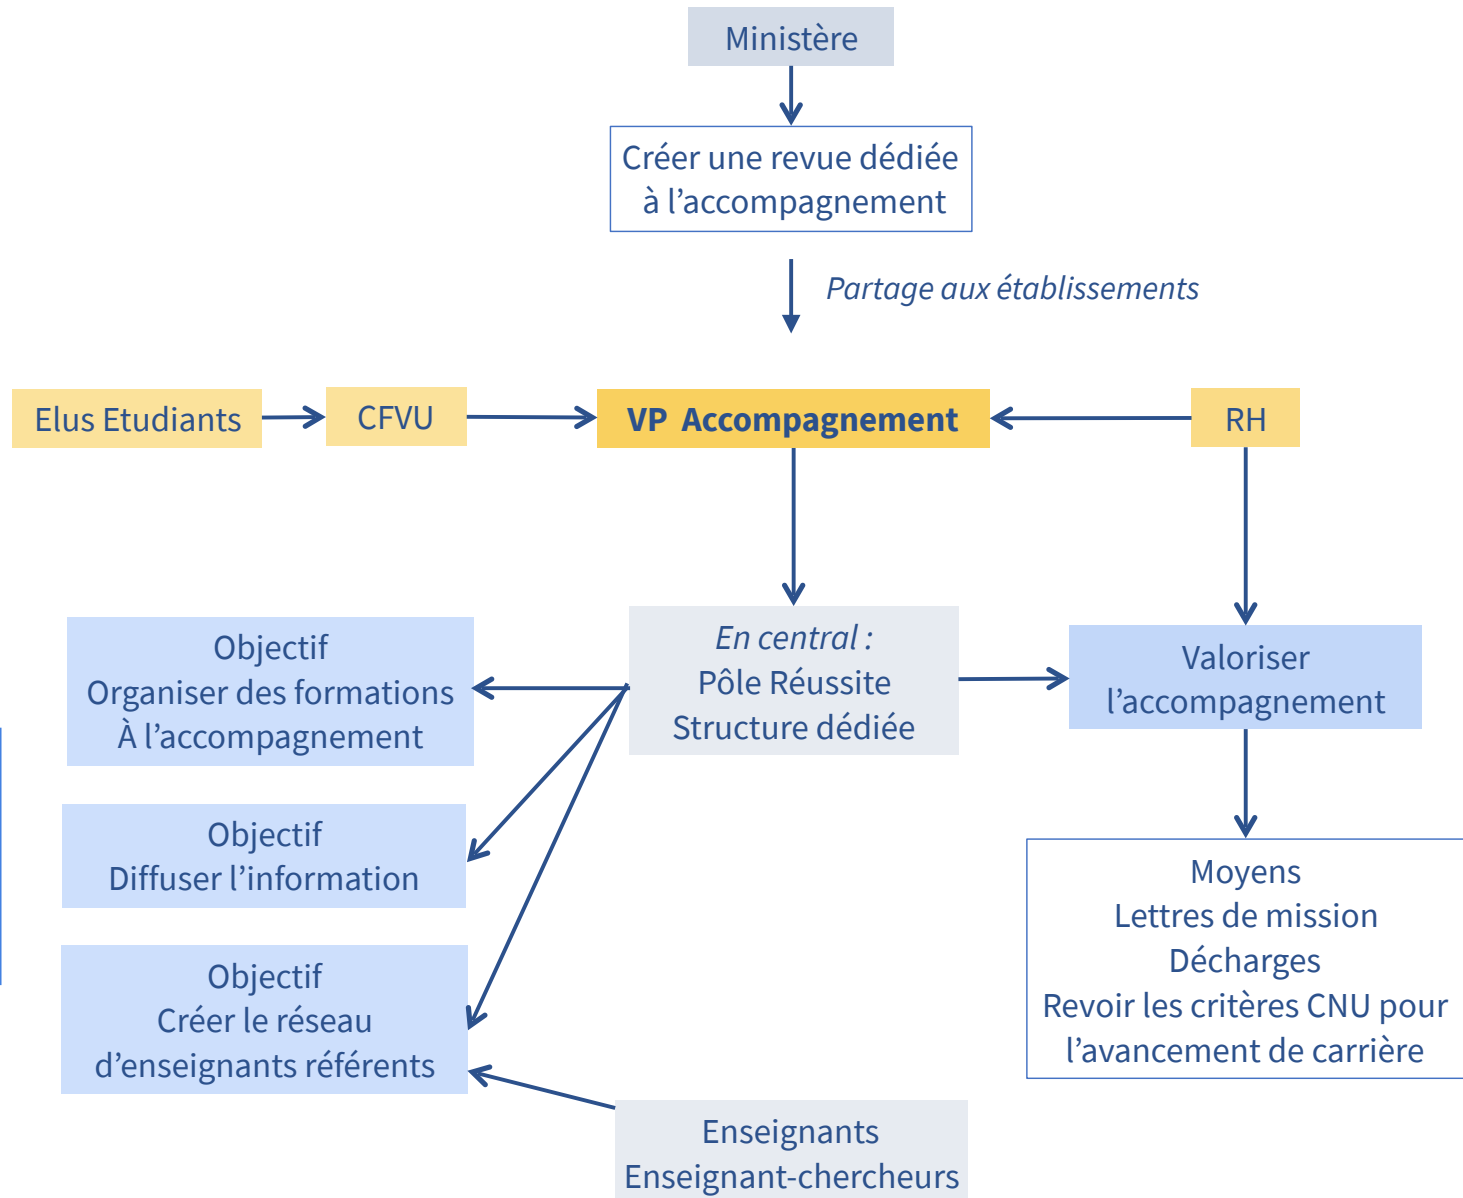 Ministère
Créer une revue dédiée
à l’accompagnement
Partage aux établissements
Elus Etudiants
CFVU
VP Accompagnement
RH
Objectif
Organiser des formations
À l’accompagnement
En central :
Pôle Réussite
Structure dédiée
Valoriser
l’accompagnement
Objectif
Diffuser l’information
Objectif
Créer le réseau
d’enseignants référents
Moyens
Lettres de mission
Décharges
Revoir les critères CNU pour
l’avancement de carrière
Enseignants
Enseignant-chercheurs